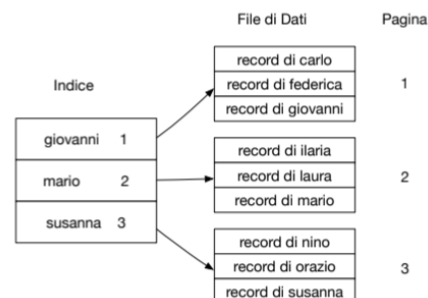 File di Dati
Pagina
Indice
record di carlo
record di federica
record di giovanni
1
giovanni 1
mario 2
susanna 3
record di ilaria
record di laura
record di mario
2
record di nino
record di orazio
record di susanna
3